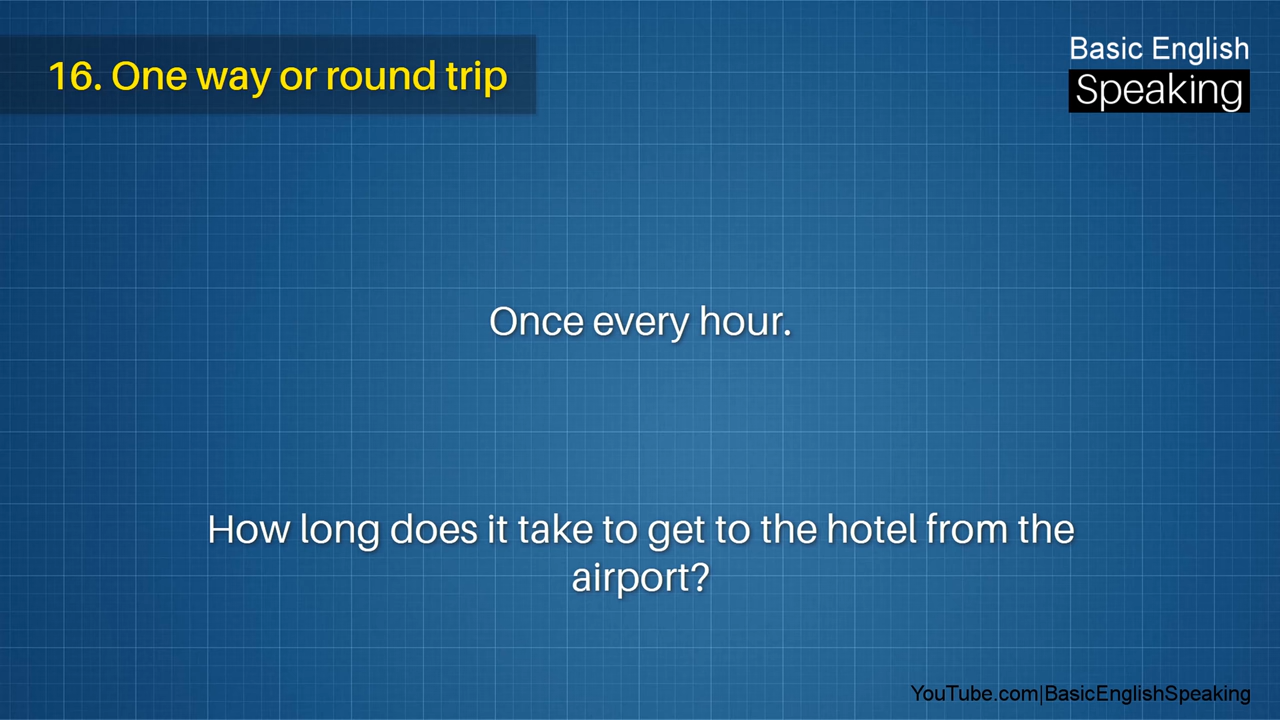 16. One way or round trip
Basic English
Speaking
Once every hour.
How long does it take to get to the hotel from the
airport?
YouTube.com|BasicEnglishSpeaking